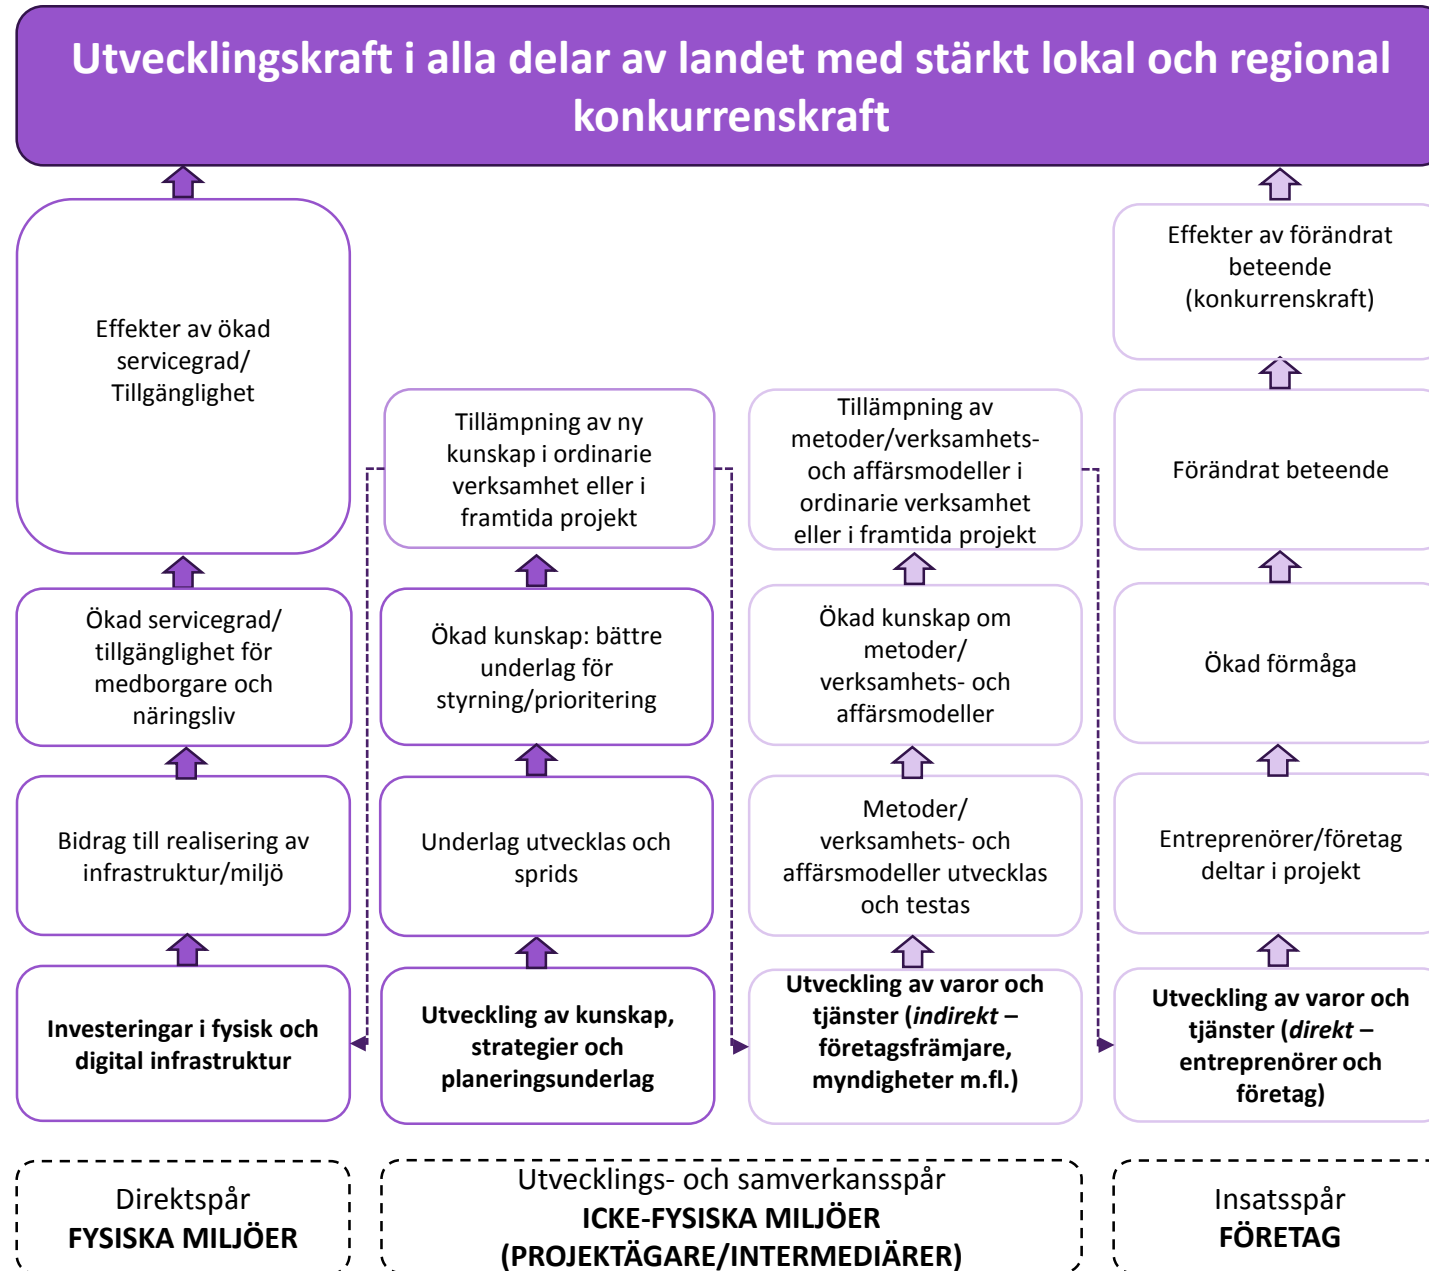 Utvecklingskraft i alla delar av landet med stärkt lokal och regional
konkurrenskraft
Effekter av ökad
servicegrad/
Tillgänglighet
Ökad servicegrad/
tillgänglighet för
medborgare och
näringsliv
Bidrag till realisering av
infrastruktur/miljö
Investeringar i fysisk och
digital infrastruktur
Tillämpning av ny
kunskap i ordinarie
verksamhet eller i
framtida projekt
Ökad kunskap: bättre
underlag för
styrning/prioritering
Underlag utvecklas och
sprids
Utveckling av kunskap,
strategier och
planeringsunderlag
Tillämpning av
metoder/verksamhets-
och affärsmodeller i
ordinarie verksamhet
eller i framtida projekt
Ökad kunskap om
metoder/
verksamhets- och
affärsmodeller
Metoder/
verksamhets- och
affärsmodeller utvecklas
och testas
Utveckling av varor och
tjänster (indirekt –
företagsfrämjare,
myndigheter m.fl.)
Effekter av förändrat
beteende
(konkurrenskraft)
Förändrat beteende
Ökad förmåga
Entreprenörer/företag
deltar i projekt
Utveckling av varor och
tjänster (direkt –
entreprenörer och
företag)
Direktspår
FYSISKA MILJÖER
Utvecklings- och samverkansspår
ICKE-FYSISKA MILJÖER
(PROJEKTÄGARE/INTERMEDIÄRER)
Insatsspår
FÖRETAG